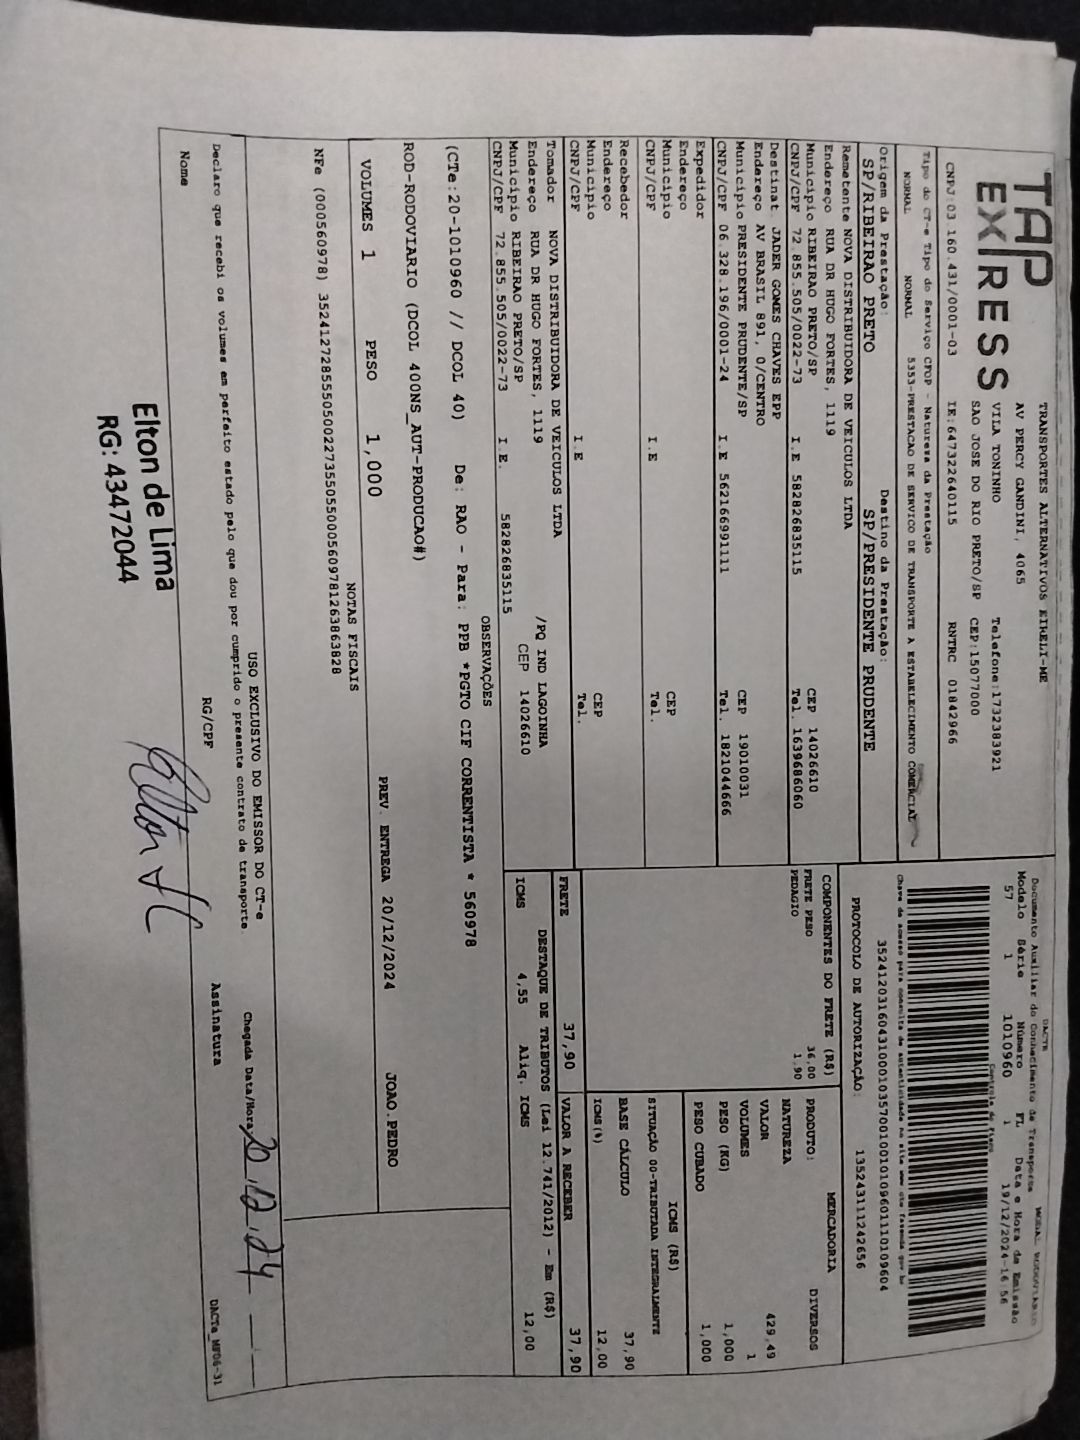 TAP
EXPRESS
TRANSPORTES ALTERNATIVOS EIRELI-ME
AV PERCY GANDINI, 4065
VILA TONINHO Telefone:1732383921
SAO JOSE DO RIO PRETO/SP CEP:15077000
CNPJ:03.160.431/0001-03 IE:647322640115 RNTRC 01842966
Tipo do CT-e Tipo do Serviço CFOP - Natureza da Prestação
NORMAL NORMAL 5353-PRESTACAO DE SERVICO DE TRANSPORTE A ESTABELECIMENTO COMERCIAL
Origem da Prestação: Destino da Prestação:
SP/RIBEIRAO PRETO SP/PRESIDENTE PRUDENTE
DACTE MODAL RODOVIARIO
Documento Auxiliar do Conhecimento de Transporte
Modelo Série Número FL Data e Hora da Emissão
57 1 1010960 1 19/12/2024-16:56
Controle do Fisco
Chave de acesso para consulta de autenticidade no site www.cte.fazenda.gov.br
35241203160431000103570010010109601110109604
PROTOCOLO DE AUTORIZAÇÃO: 135243111242656
Remetente NOVA DISTRIBUIDORA DE VEICULOS LTDA
Endereço RUA DR HUGO FORTES, 1119
Municipio RIBEIRAO PRETO/SP CEP 14026610
CNPJ/CPF 72.855.505/0022-73 I.E 582826835115 Tel. 1639686060
Destinat. JADER GOMES CHAVES EPP
Endereço AV BRASIL 891, 0/CENTRO
Municipio PRESIDENTE PRUDENTE/SP CEP 19010031
CNPJ/CPF 06.328.196/0001-24 I.E 562166991111 Tel. 1821044666
Expedidor
Endereço
Municipio CEP
CNPJ/CPF I.E Tel.
Recebedor
Endereço
Municipio CEP
CNPJ/CPF I.E Tel.
Tomador NOVA DISTRIBUIDORA DE VEICULOS LTDA
Endereço RUA DR HUGO FORTES, 1119 /PQ IND LAGOINHA
Municipio RIBEIRAO PRETO/SP CEP 14026610
CNPJ/CPF 72.855.505/0022-73 I.E. 582826835115
COMPONENTES DO FRETE (R$)
FRETE PESO 36,00
PEDAGIO 1,90
MERCADORIA
PRODUTO: DIVERSOS
NATUREZA
VALOR 429,49
VOLUMES 1
PESO (KG) 1,000
PESO CUBADO 1,000
ICMS (R$)
SITUAÇÃO 00-TRIBUTADA INTEGRALMENTE
BASE CÁLCULO 37,90
ICMS(%) 12,00
FRETE 37,90 VALOR A RECEBER 37,90
DESTAQUE DE TRIBUTOS (Lei 12.741/2012) - Em (R$)
ICMS 4,55 Aliq. ICMS 12,00
OBSERVAÇÕES
(CTe:20-1010960 // DCOL 40) De: RAO - Para: PPB *PGTO CIF CORRENTISTA * 560978
ROD-RODOVIARIO (DCOL 400NS_AUT-PRODUCAO#)
VOLUMES 1 PESO 1,000 PREV. ENTREGA 20/12/2024 JOAO.PEDRO
NOTAS FISCAIS
NFe (000560978) 35241272855505002273550550005609781263863828
USO EXCLUSIVO DO EMISSOR DO CT-e
Declaro que recebi os volumes em perfeito estado pelo que dou por cumprido o presente contrato de transporte
Chegada Data/Hora 20.12.24
Nome RG/CPF Assinatura
DACTe_MF06-31
Elton de Lima
RG: 43472044